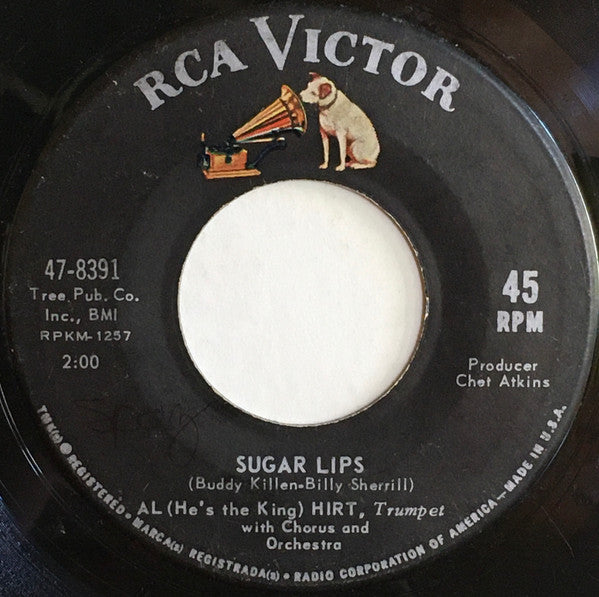 RCA VICTOR
47-8391
Tree Pub. Co.
Inc., BMI
RPKM-1257
2:00
45
RPM
Producer
Chet Atkins
SUGAR LIPS
(Buddy Killen-Billy Sherrill)
AL (He's the King) HIRT, Trumpet
with Chorus and
Orchestra
TMK(s) ® REGISTERED • MARCA(s) REGISTRADA(s) • RADIO CORPORATION OF AMERICA—MADE IN U.S.A.